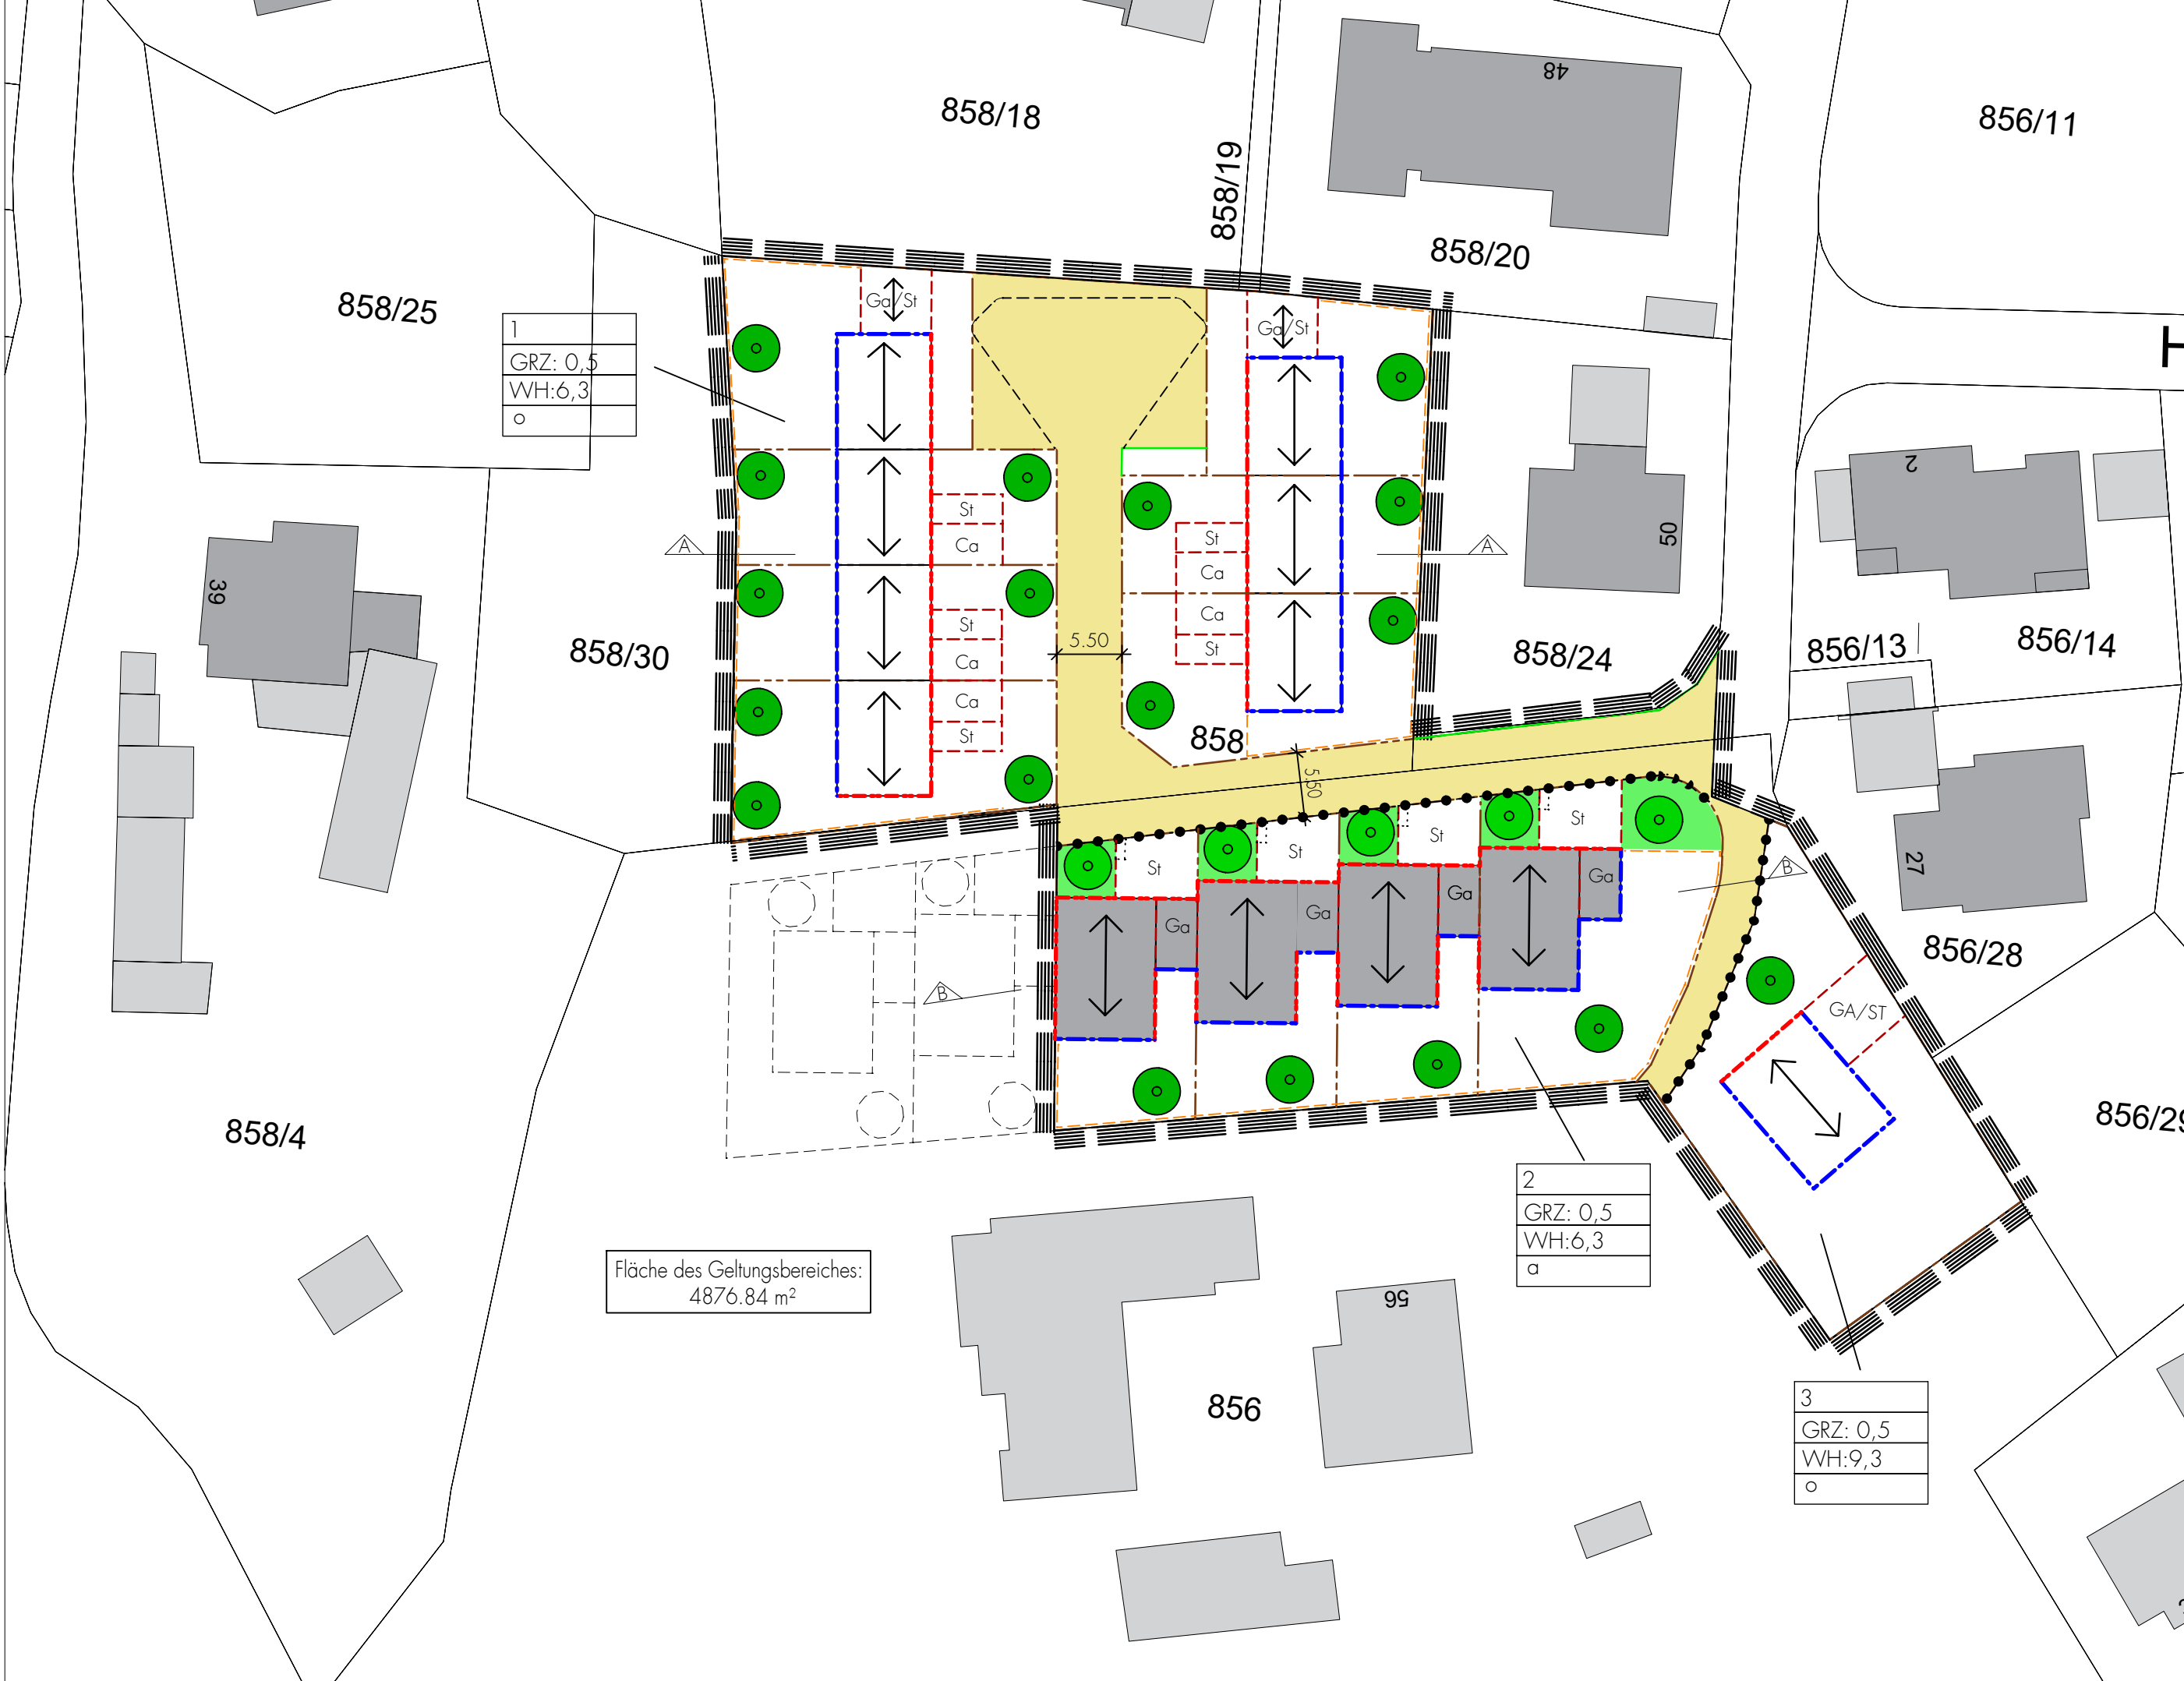 48
858/18
856/11
858/19
858/20
858/25
Ga/St
Ga/St
1
GRZ: 0,5
WH:6,3
o
2
St
Ca
A
St
Ca
A
50
39
858/30
St
Ca
5.50
Ca
St
858/24
856/13
856/14
Ca
St
858
5.50
St
St
St
St
Ga
Ga
Ga
Ga
B
27
B
856/28
GA/ST
858/4
856/29
2
GRZ: 0,5
WH:6,3
a
Fläche des Geltungsbereiches:
4876.84 m²
56
856
3
GRZ: 0,5
WH:9,3
o